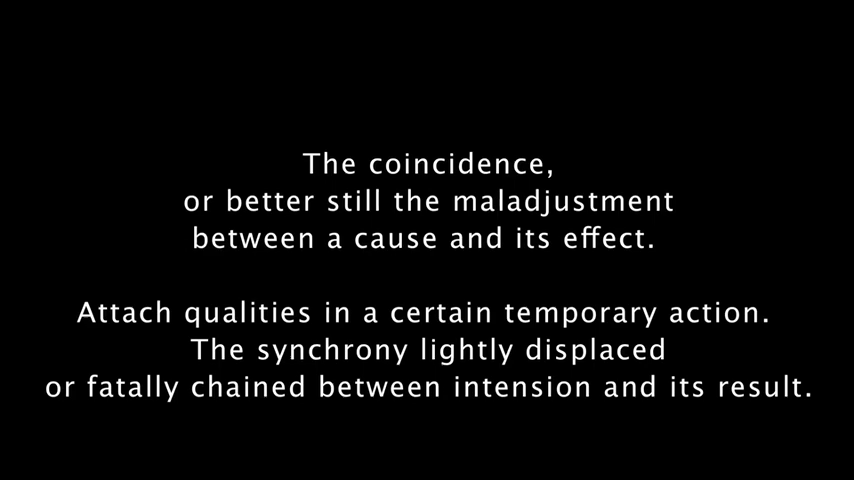 The coincidence,
or better still the maladjustment
between a cause and its effect.
Attach qualities in a certain temporary action.
The synchrony lightly displaced
or fatally chained between intension and its result.